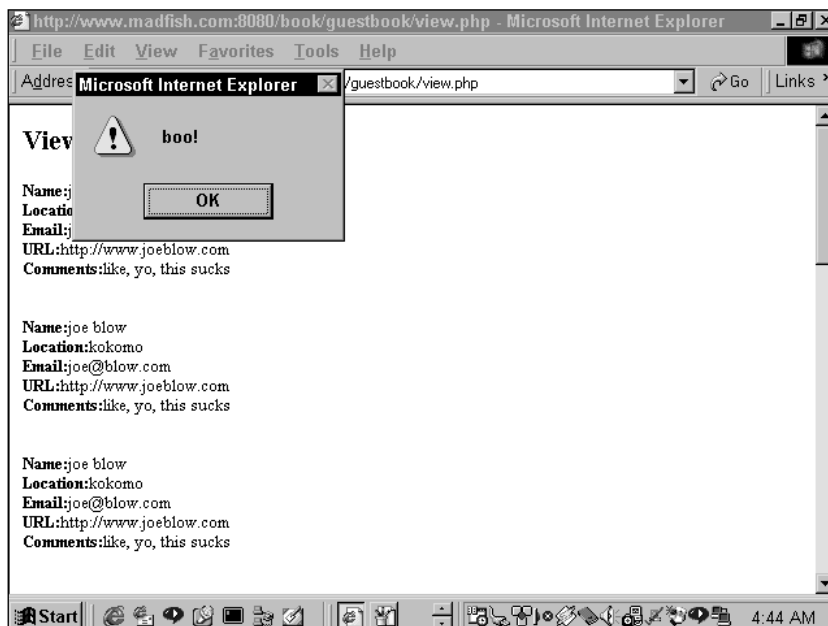 http://www.madfish.com:8080/book/guestbook/view.php - Microsoft Internet Explorer
File Edit View Favorites Tools Help
/guestbook/view.php Go Links
Microsoft Internet Explorer
boo!
OK
Name:
Email:
URL:http://www.joeblow.com
Comments:like, yo, this sucks
Name:joe blow
Location:kokomo
Email:joe@blow.com
URL:http://www.joeblow.com
Comments:like, yo, this sucks
Name:joe blow
Location:kokomo
Email:joe@blow.com
URL:http://www.joeblow.com
Comments:like, yo, this sucks
Start 4:44 AM